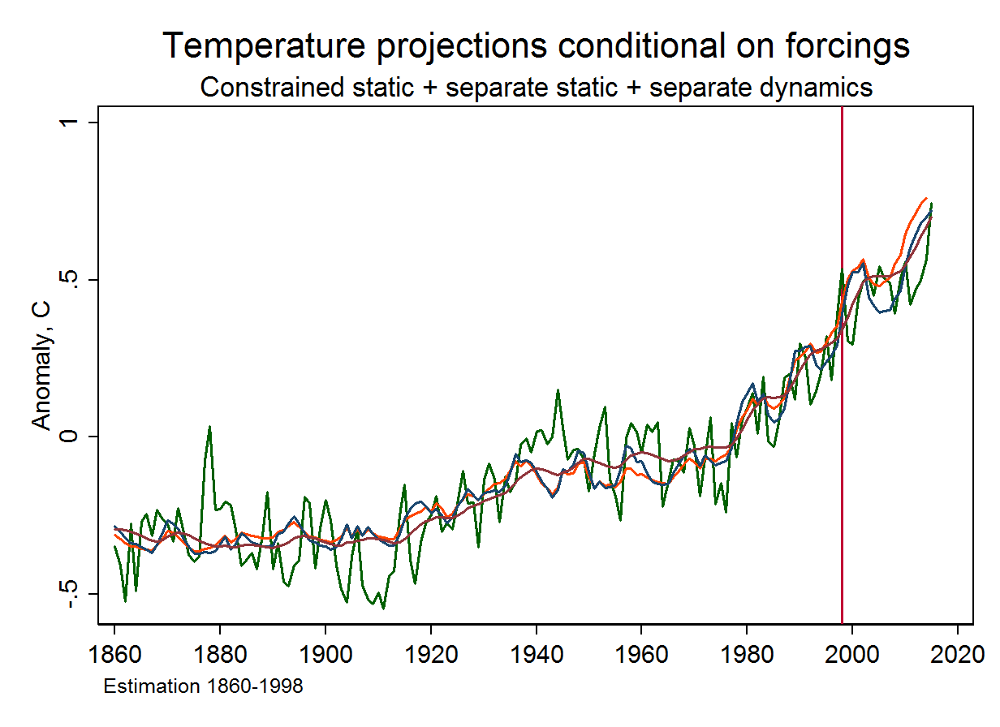 Temperature projections conditional on forcings
Constrained static + separate static + separate dynamics
Anomaly, C
1
.5
0
-.5
1860 1880 1900 1920 1940 1960 1980 2000 2020
Estimation 1860-1998